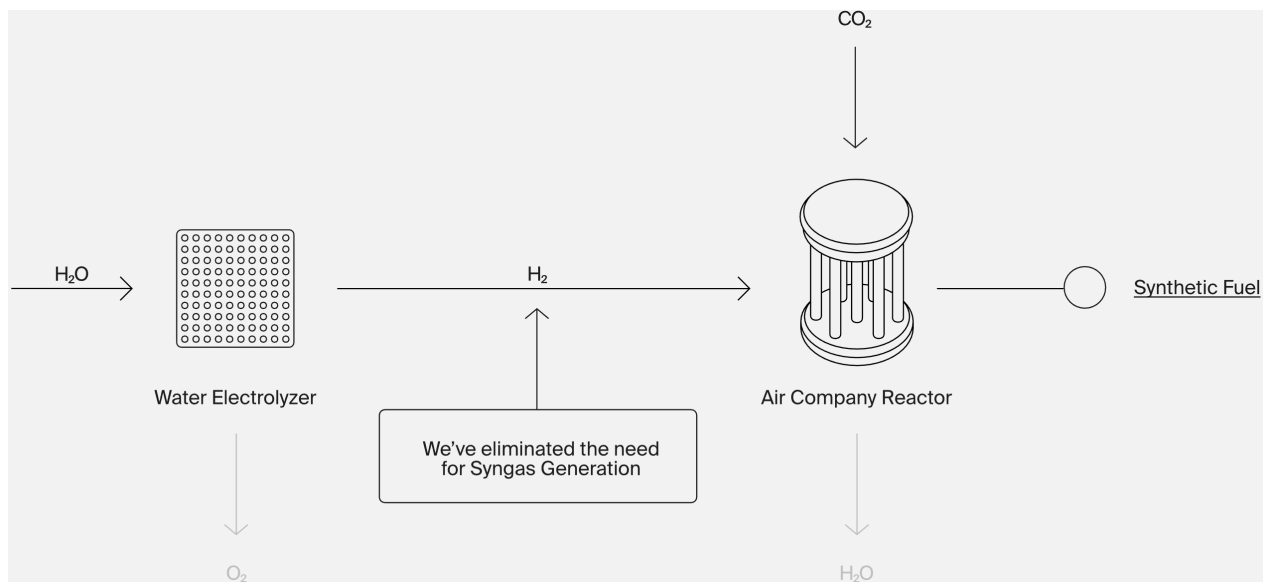 CO₂
H₂O
H₂
Synthetic Fuel
Water Electrolyzer
Air Company Reactor
We’ve eliminated the need
for Syngas Generation
O₂
H₂O